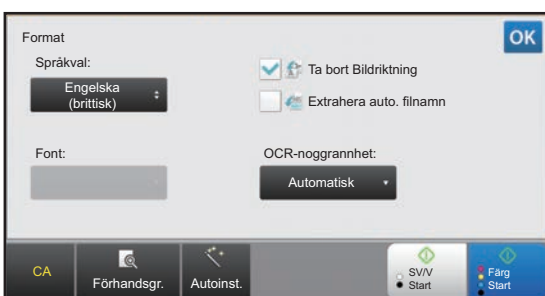 Format
OK
Språkval:
Engelska
(brittisk)
Ta bort Bildriktning
Extrahera auto. filnamn
Font:
OCR-noggrannhet:
Automatisk
CA
Förhandsgr.
Autoinst.
SV/V
Start
Färg
Start